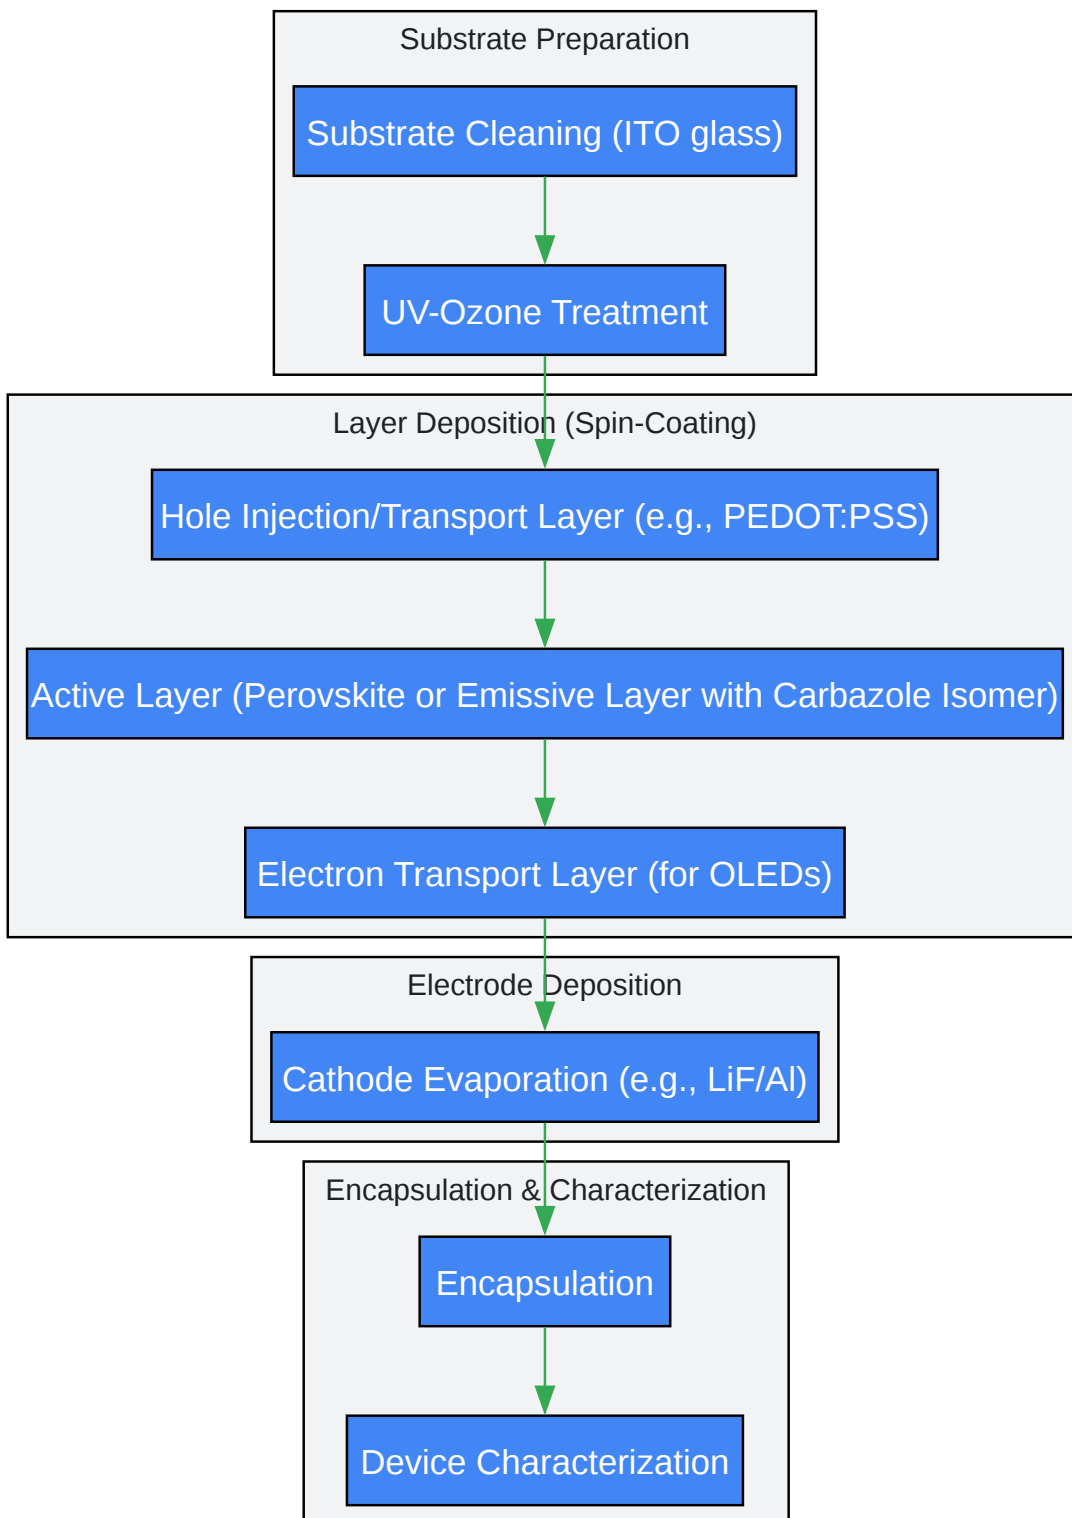 Substrate Preparation
Substrate Cleaning (ITO glass)
UV-Ozone Treatment
Layer Deposition (Spin-Coating)
Hole Injection/Transport Layer (e.g., PEDOT:PSS)
Active Layer (Perovskite or Emissive Layer with Carbazole Isomer)
Electron Transport Layer (for OLEDs)
Electrode Deposition
Cathode Evaporation (e.g., LiF/Al)
Encapsulation & Characterization
Encapsulation
Device Characterization